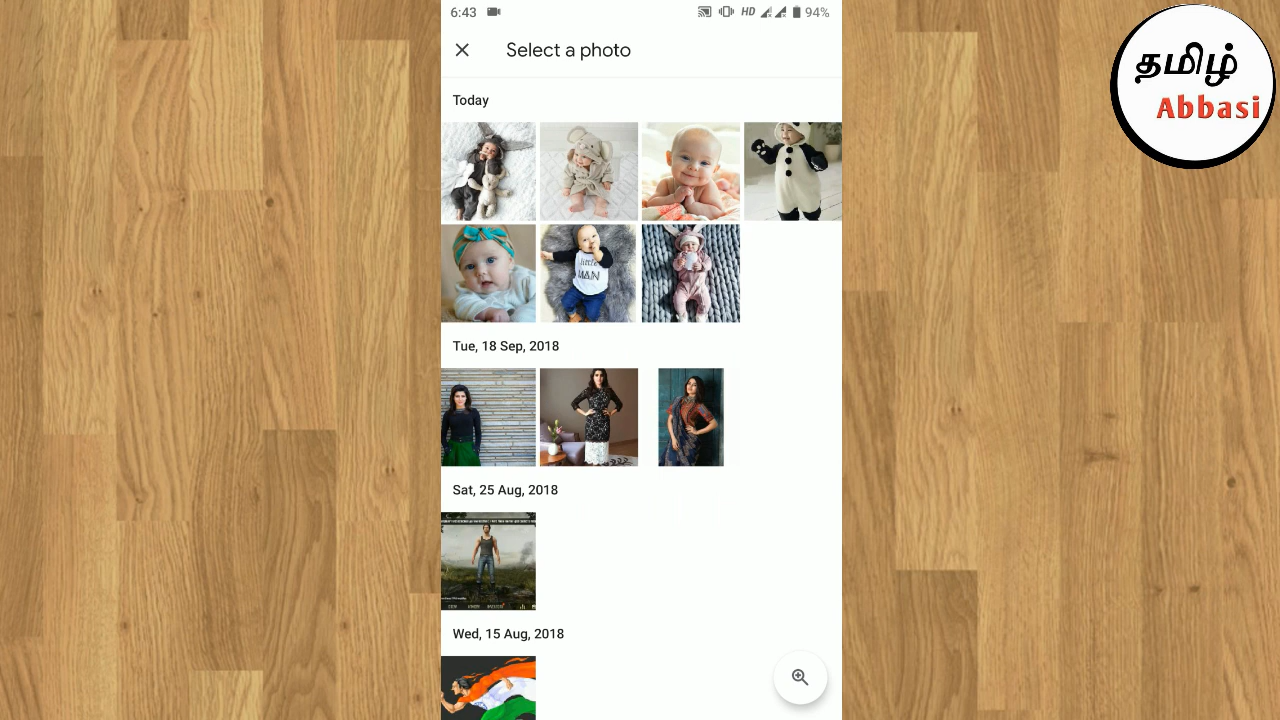 6:43
HD
94%
Select a photo
தமிழ்
Abbasi
Today
little
MAN
Tue, 18 Sep, 2018
Sat, 25 Aug, 2018
Wed, 15 Aug, 2018